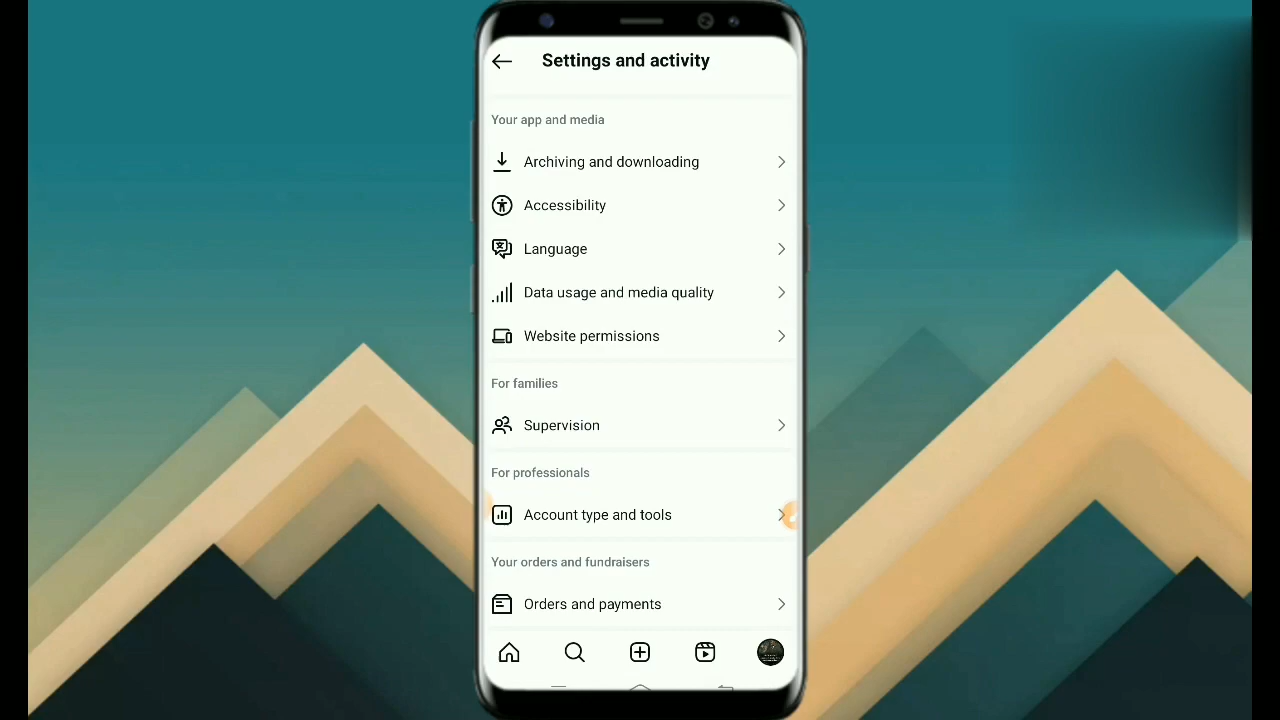 Settings and activity
Your app and media
Archiving and downloading
Accessibility
Language
Data usage and media quality
Website permissions
For families
Supervision
For professionals
Account type and tools
Your orders and fundraisers
Orders and payments